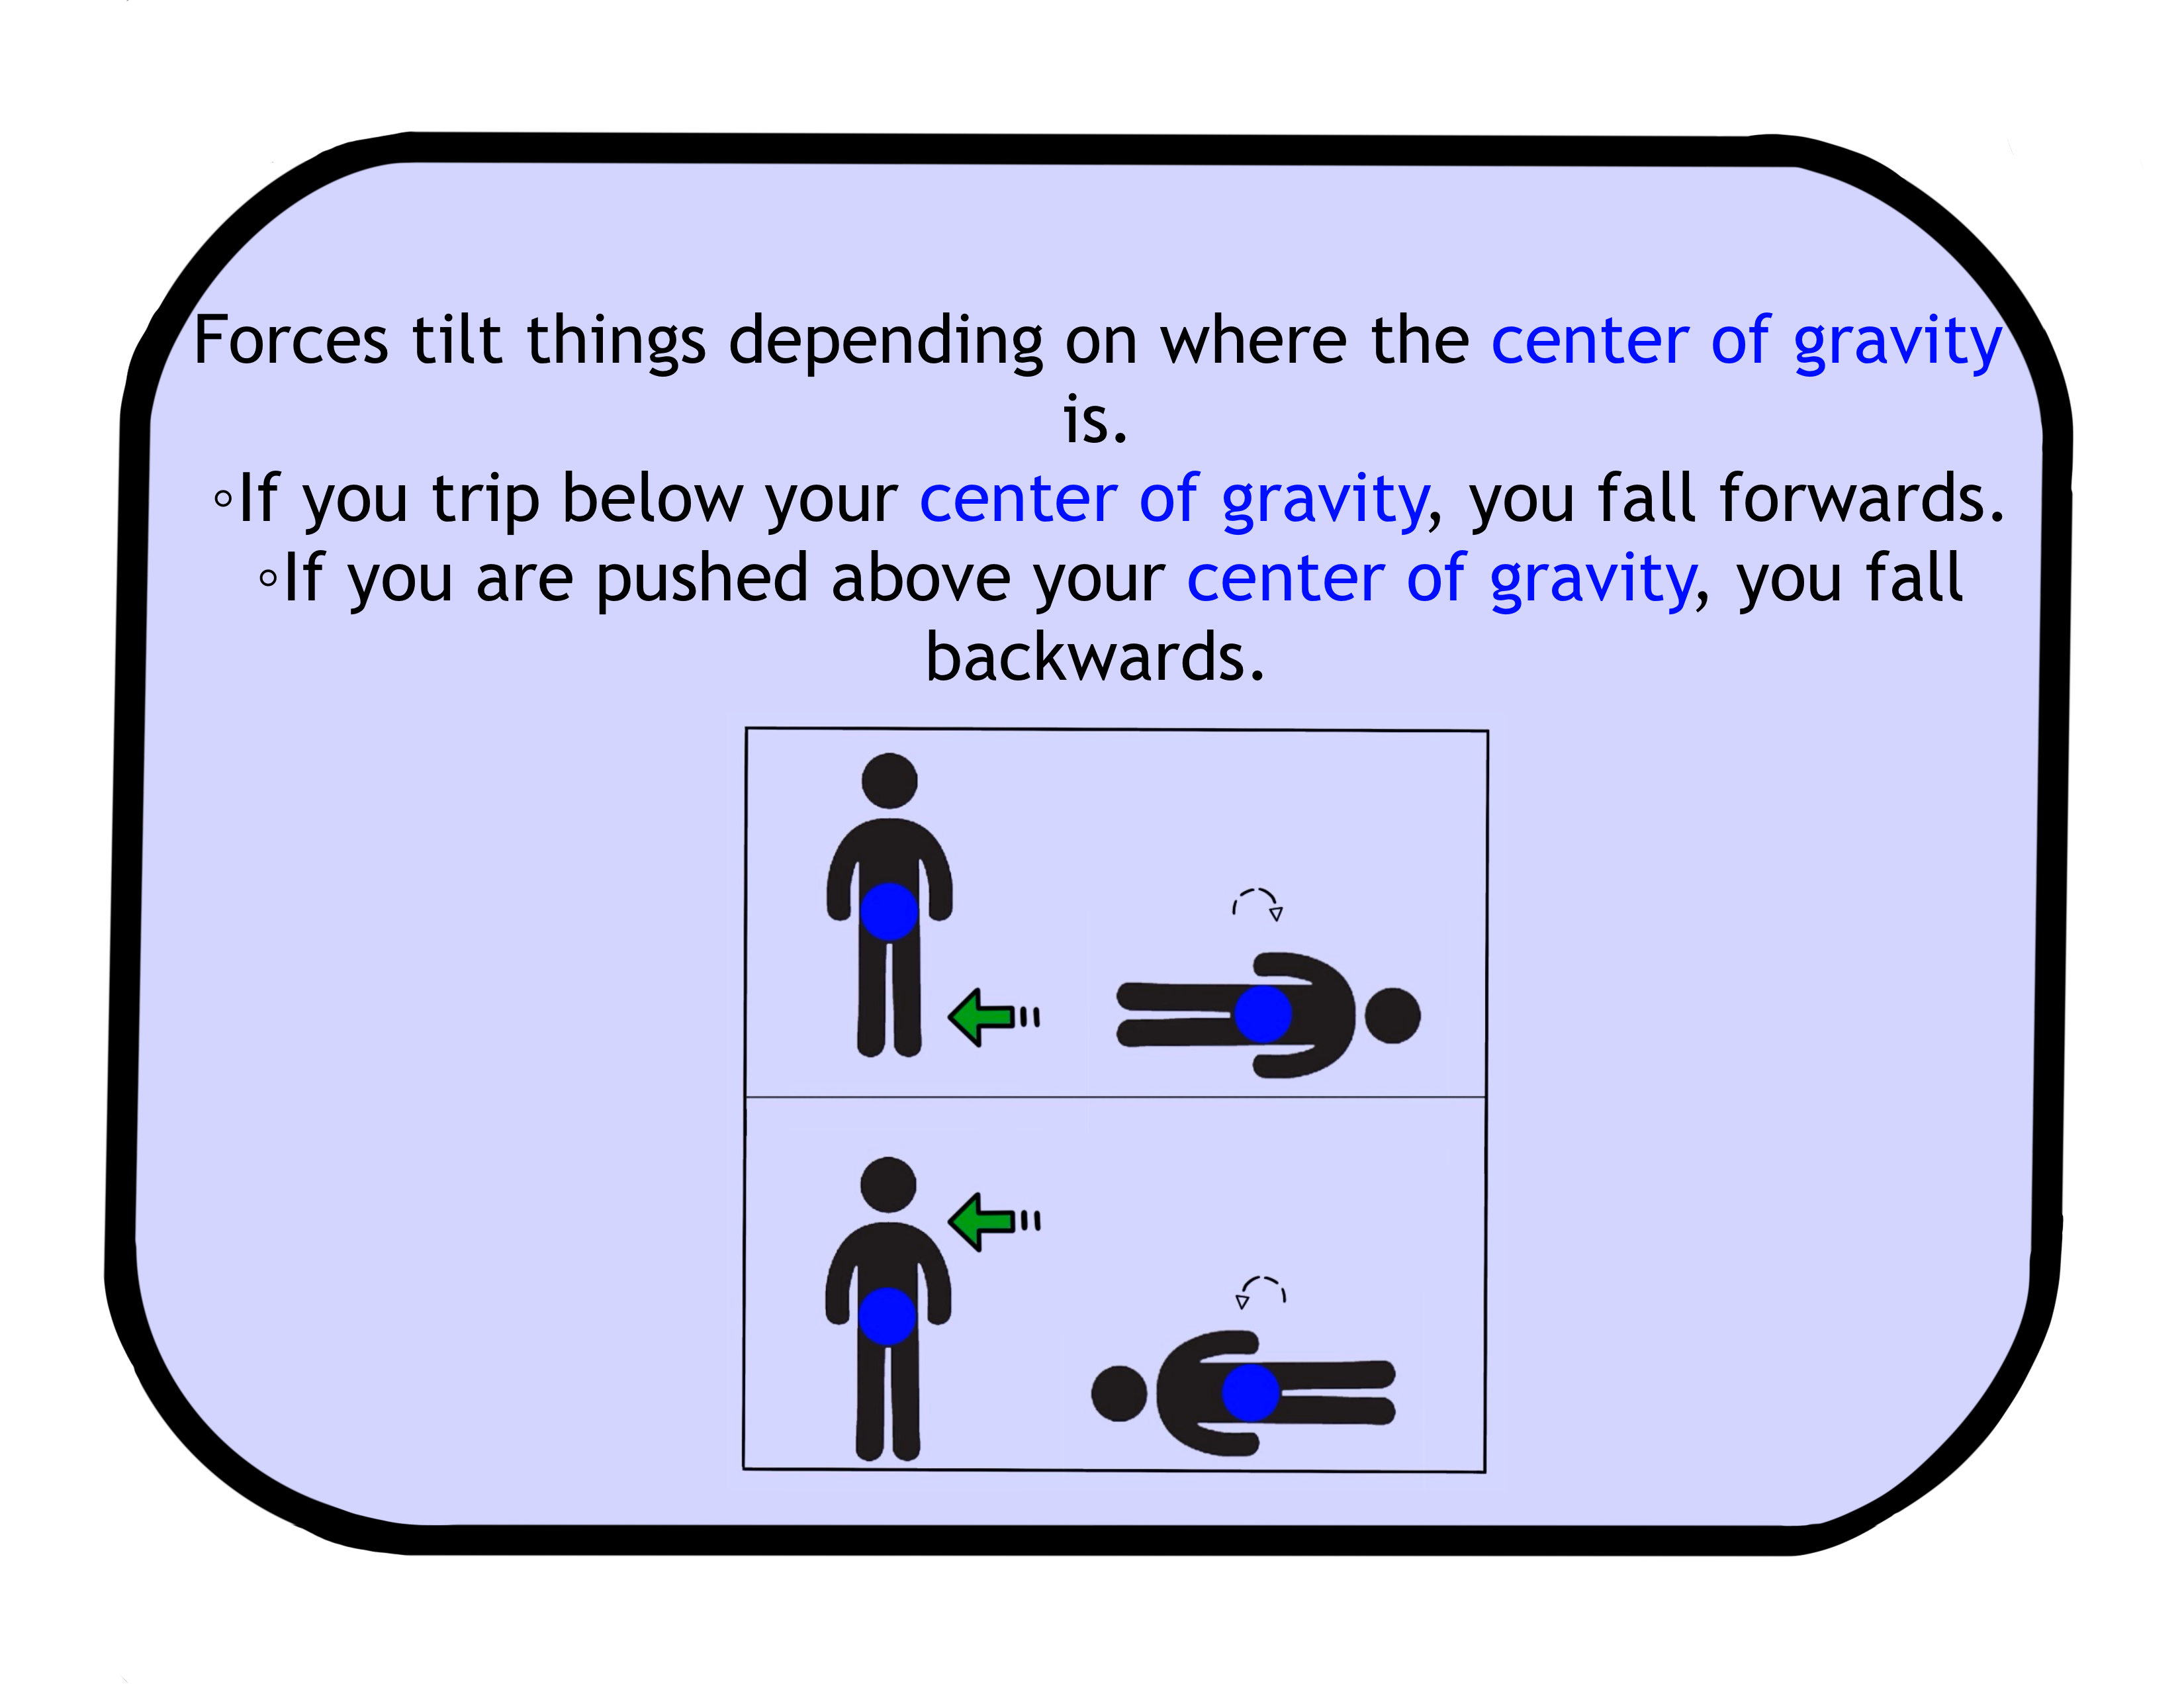 Forces tilt things depending on where the center of gravity
is.
◦If you trip below your center of gravity, you fall forwards.
◦If you are pushed above your center of gravity, you fall
backwards.